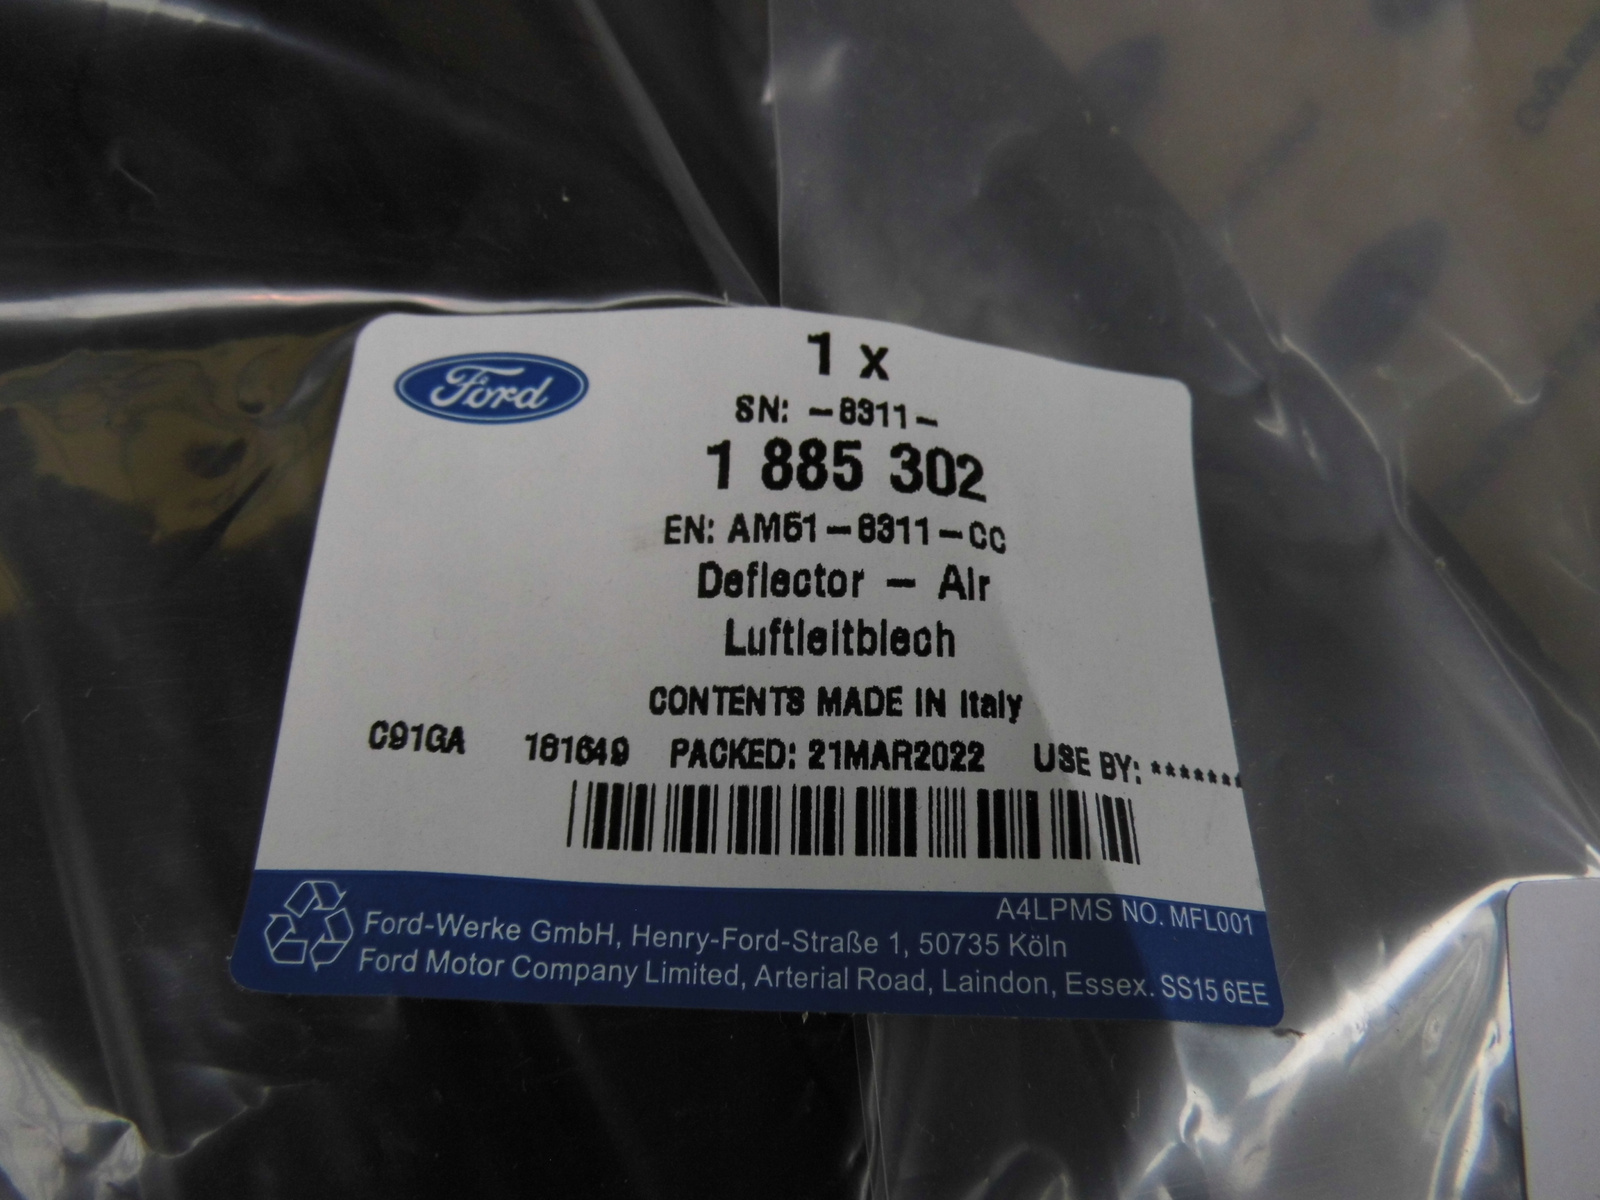 Ford
1 x
SN: -8311-
1 885 302
EN: AM51-8311-CC
Deflector - Air
Luftleitblech
CONTENTS MADE IN Italy
C91GA 161649 PACKED: 21MAR2022 USE BY: *******
A4LPMS NO. MFL001
Ford-Werke GmbH, Henry-Ford-Straße 1, 50735 Köln
Ford Motor Company Limited, Arterial Road, Laindon, Essex. SS15 6EE